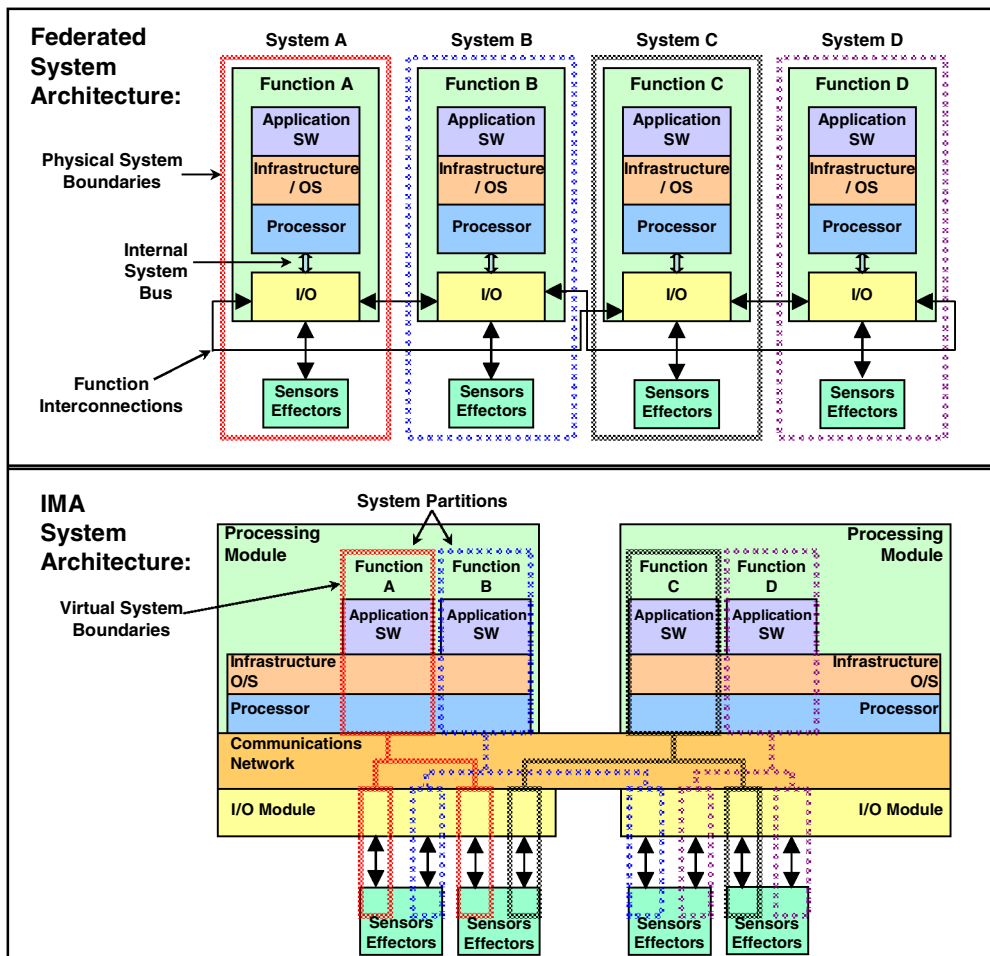 Federated
System
Architecture:
System A
System B
System C
System D
Function A
Function B
Function C
Function D
Application
SW
Application
SW
Application
SW
Application
SW
Physical System
Boundaries
Infrastructure
/ OS
Infrastructure
/ OS
Infrastructure
/ OS
Infrastructure
/ OS
Processor
Processor
Processor
Processor
Internal
System
Bus
I/O
I/O
I/O
I/O
Function
Interconnections
Sensors
Effectors
Sensors
Effectors
Sensors
Effectors
Sensors
Effectors
IMA
System
Architecture:
System Partitions
Processing
Module
Processing
Module
Function
A
Function
B
Function
C
Function
D
Virtual System
Boundaries
Application
SW
Application
SW
Application
SW
Application
SW
Infrastructure
O/S
Infrastructure
O/S
Processor
Processor
Communications
Network
I/O Module
I/O Module
Sensors
Effectors
Sensors
Effectors
Sensors
Effectors
Sensors
Effectors